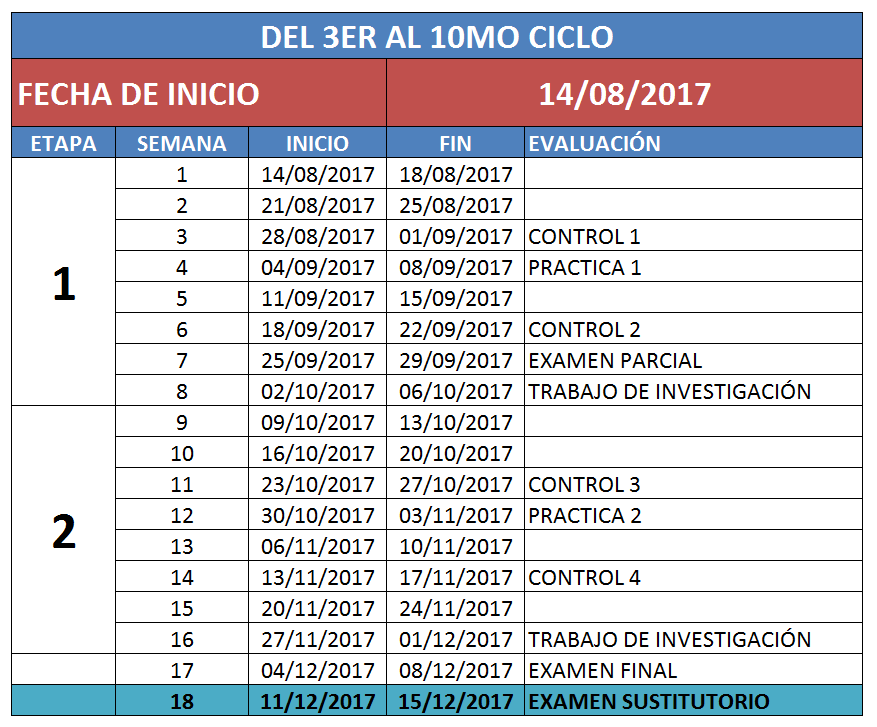 DEL 3ER AL 10MO CICLO
FECHA DE INICIO 14/08/2017
ETAPA SEMANA INICIO FIN EVALUACIÓN
1
1 14/08/2017 18/08/2017
2 21/08/2017 25/08/2017
3 28/08/2017 01/09/2017 CONTROL 1
4 04/09/2017 08/09/2017 PRACTICA 1
5 11/09/2017 15/09/2017
6 18/09/2017 22/09/2017 CONTROL 2
7 25/09/2017 29/09/2017 EXAMEN PARCIAL
8 02/10/2017 06/10/2017 TRABAJO DE INVESTIGACIÓN
2
9 09/10/2017 13/10/2017
10 16/10/2017 20/10/2017
11 23/10/2017 27/10/2017 CONTROL 3
12 30/10/2017 03/11/2017 PRACTICA 2
13 06/11/2017 10/11/2017
14 13/11/2017 17/11/2017 CONTROL 4
15 20/11/2017 24/11/2017
16 27/11/2017 01/12/2017 TRABAJO DE INVESTIGACIÓN
17 04/12/2017 08/12/2017 EXAMEN FINAL
18 11/12/2017 15/12/2017 EXAMEN SUSTITUTORIO